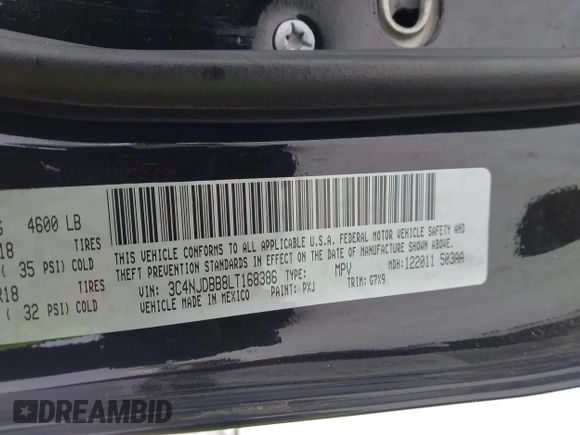 G 4600 LB
18 TIRES
( 35 PSI) COLD
R18 TIRES
( 32 PSI) COLD
THIS VEHICLE CONFORMS TO ALL APPLICABLE U.S.A. FEDERAL MOTOR VEHICLE SAFETY AND
THEFT PREVENTION STANDARDS IN EFFECT ON THE DATE OF MANUFACTURE SHOWN ABOVE.
VIN: 3C4NJDBB8LT168386 TYPE: MPV MDH: 122011 503AA
VEHICLE MADE IN MEXICO PAINT: PXJ TRIM: G7X9
DREAMBID